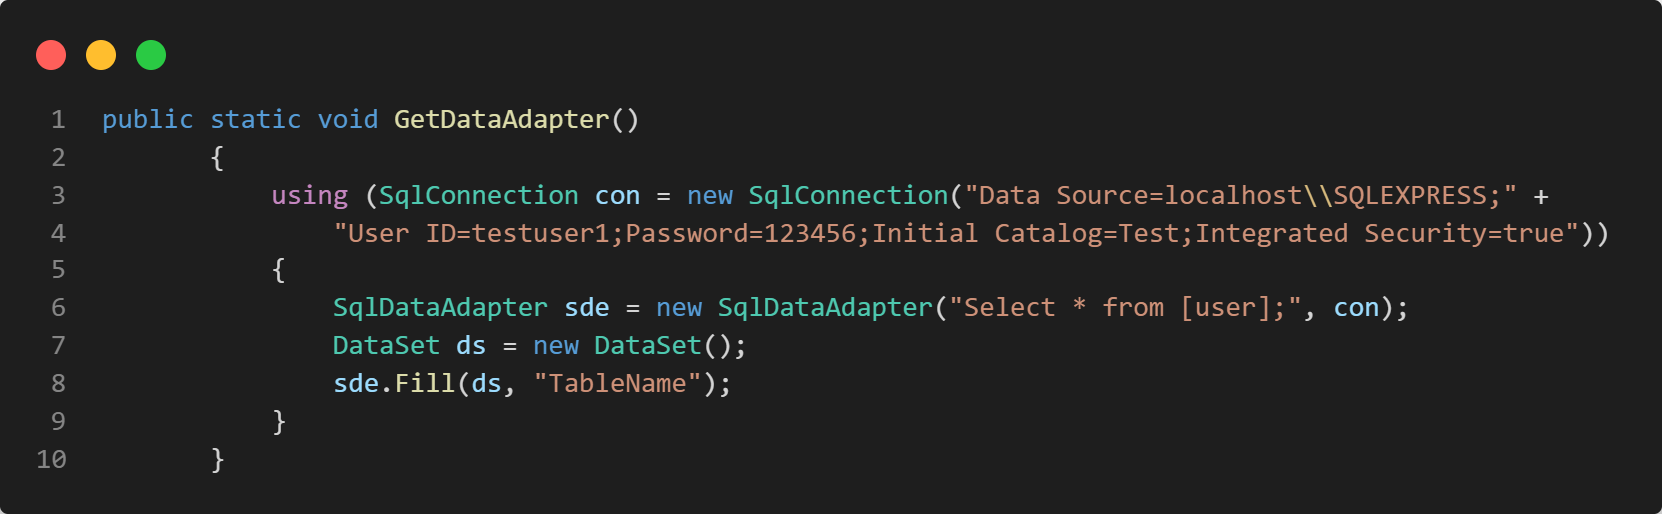 1 public static void GetDataAdapter()
2 {
3 using (SqlConnection con = new SqlConnection("Data Source=localhost\\SQLEXPRESS;" +
4 "User ID=testuser1;Password=123456;Initial Catalog=Test;Integrated Security=true"))
5 {
6 SqlDataAdapter sde = new SqlDataAdapter("Select * from [user];", con);
7 DataSet ds = new DataSet();
8 sde.Fill(ds, "TableName");
9 }
10 }